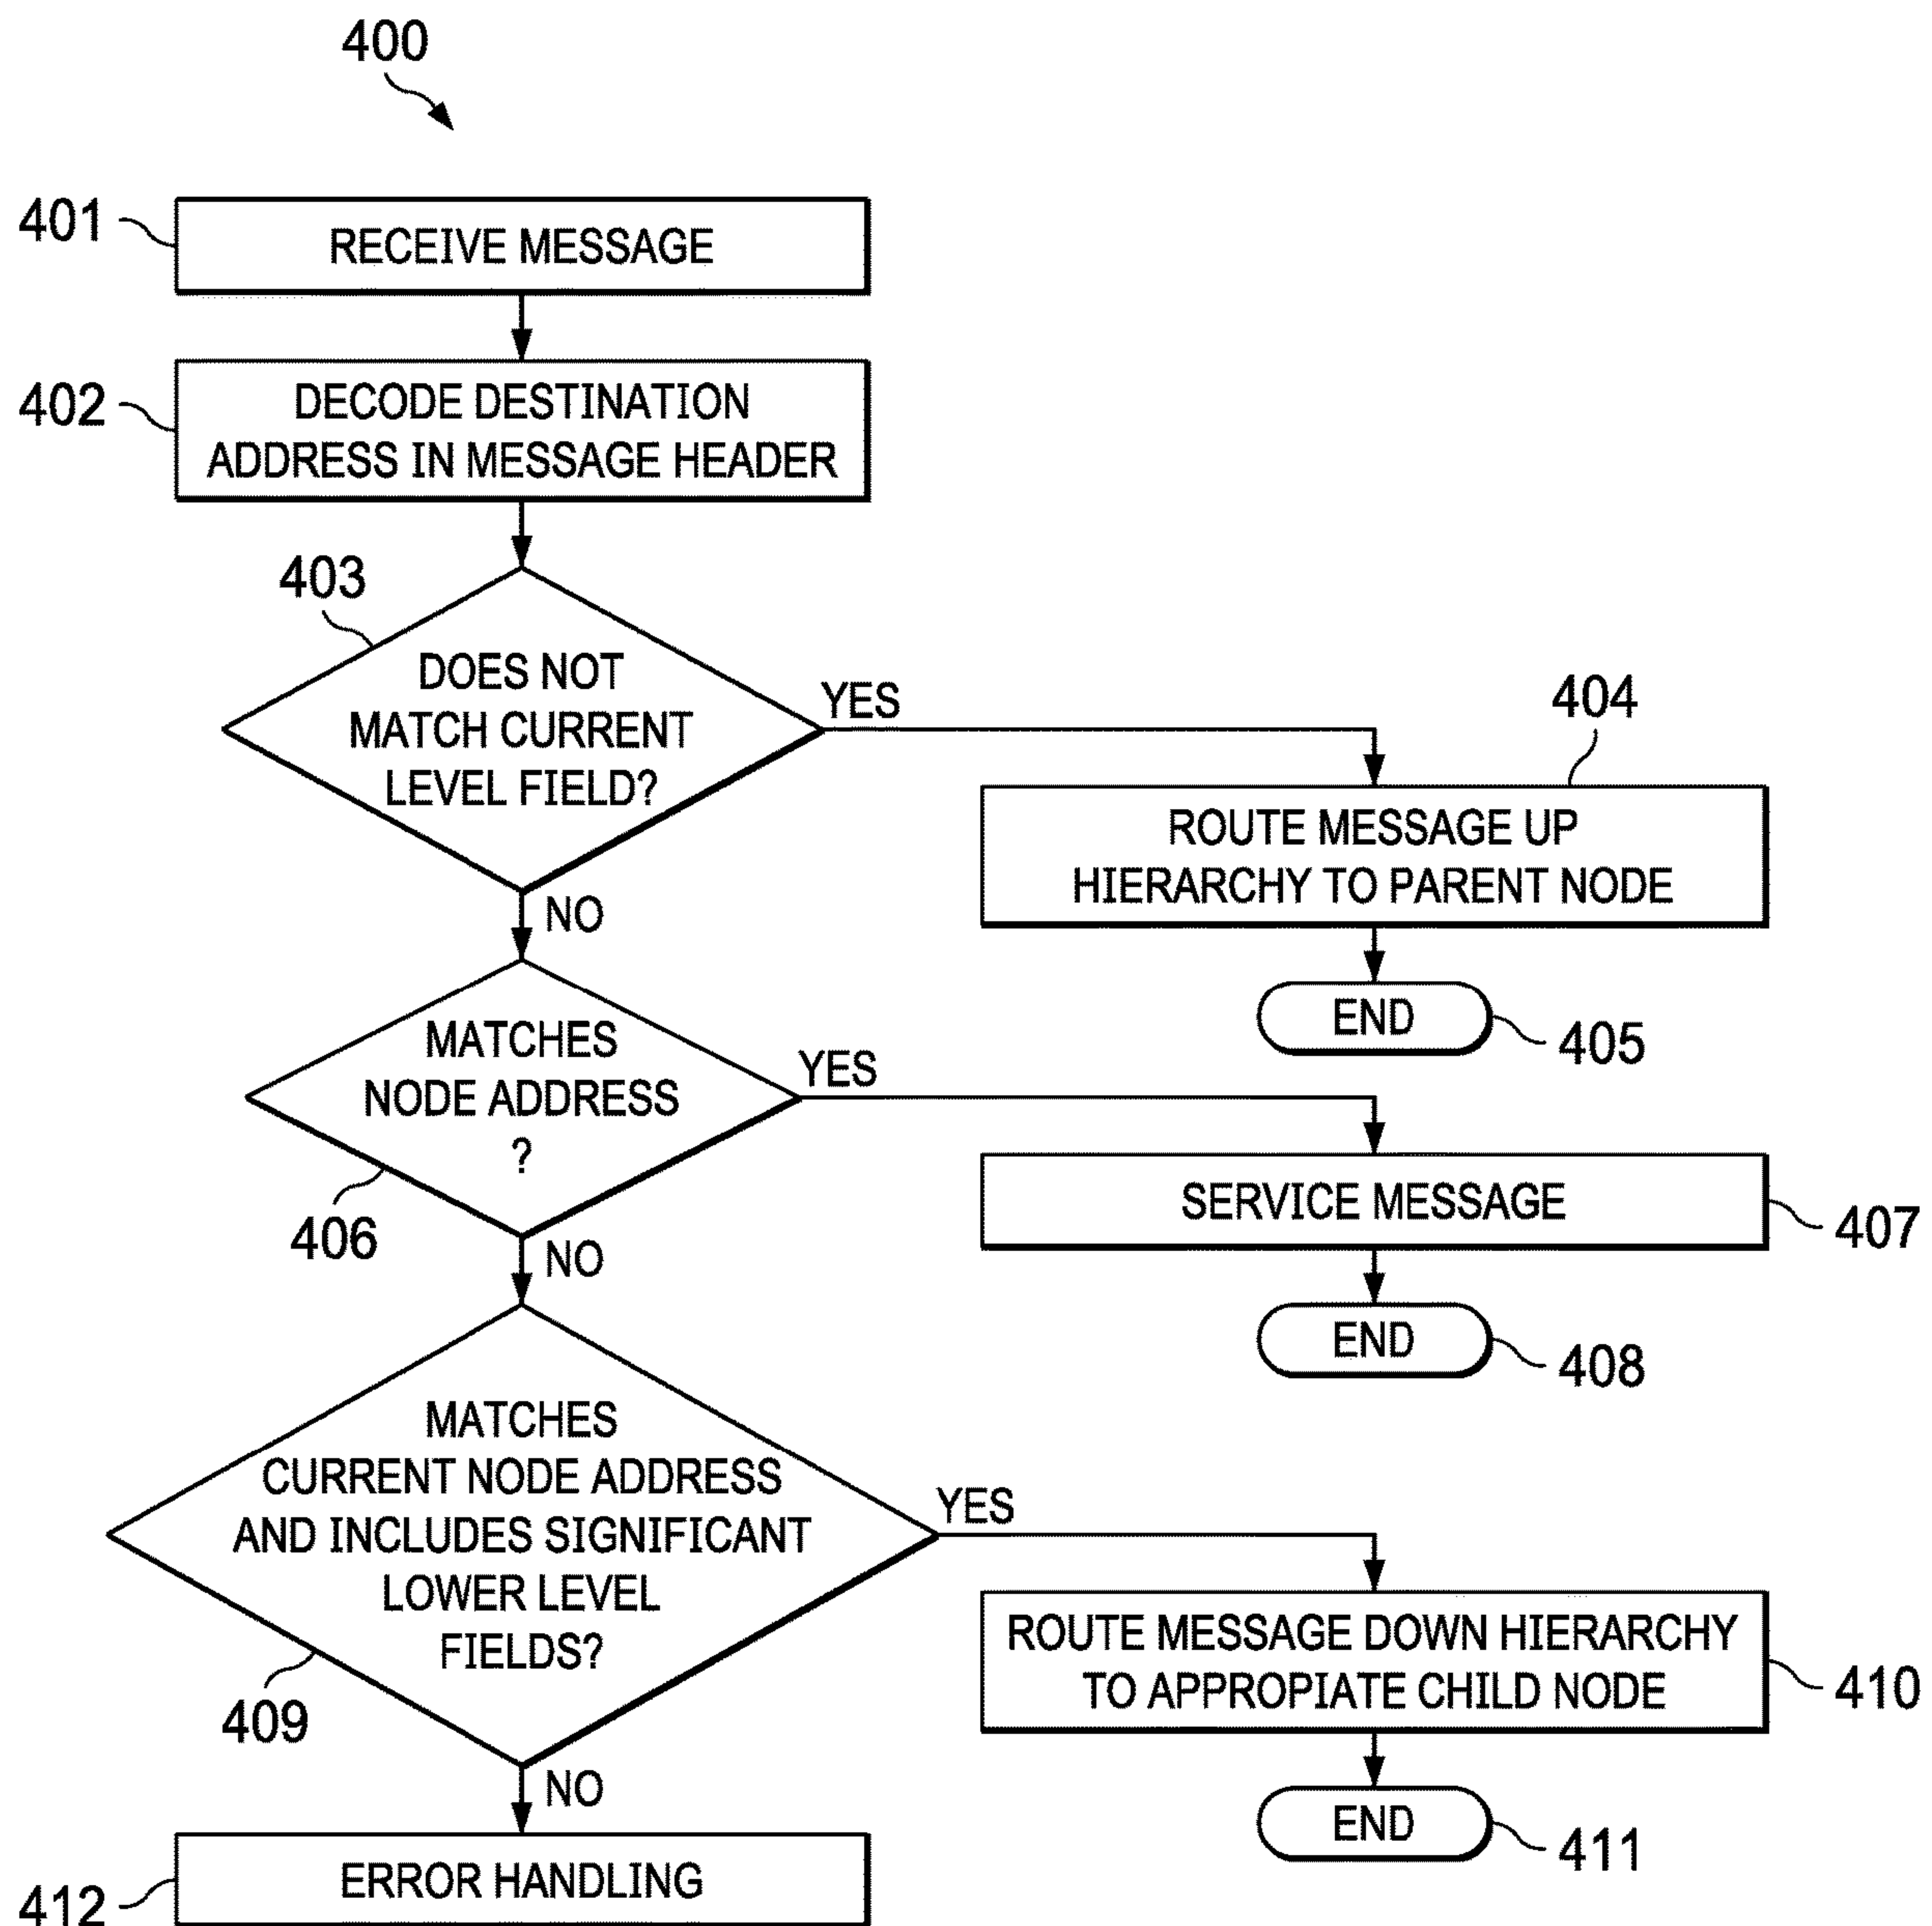 400
401
RECEIVE MESSAGE
402
DECODE DESTINATION
ADDRESS IN MESSAGE HEADER
403
DOES NOT
MATCH CURRENT
LEVEL FIELD?
YES
404
ROUTE MESSAGE UP
HIERARCHY TO PARENT NODE
NO
END
405
MATCHES
NODE ADDRESS
?
YES
406
SERVICE MESSAGE
407
NO
END
408
MATCHES
CURRENT NODE ADDRESS
AND INCLUDES SIGNIFICANT
LOWER LEVEL
FIELDS?
YES
409
ROUTE MESSAGE DOWN HIERARCHY
TO APPROPIATE CHILD NODE
410
NO
END
411
ERROR HANDLING
412